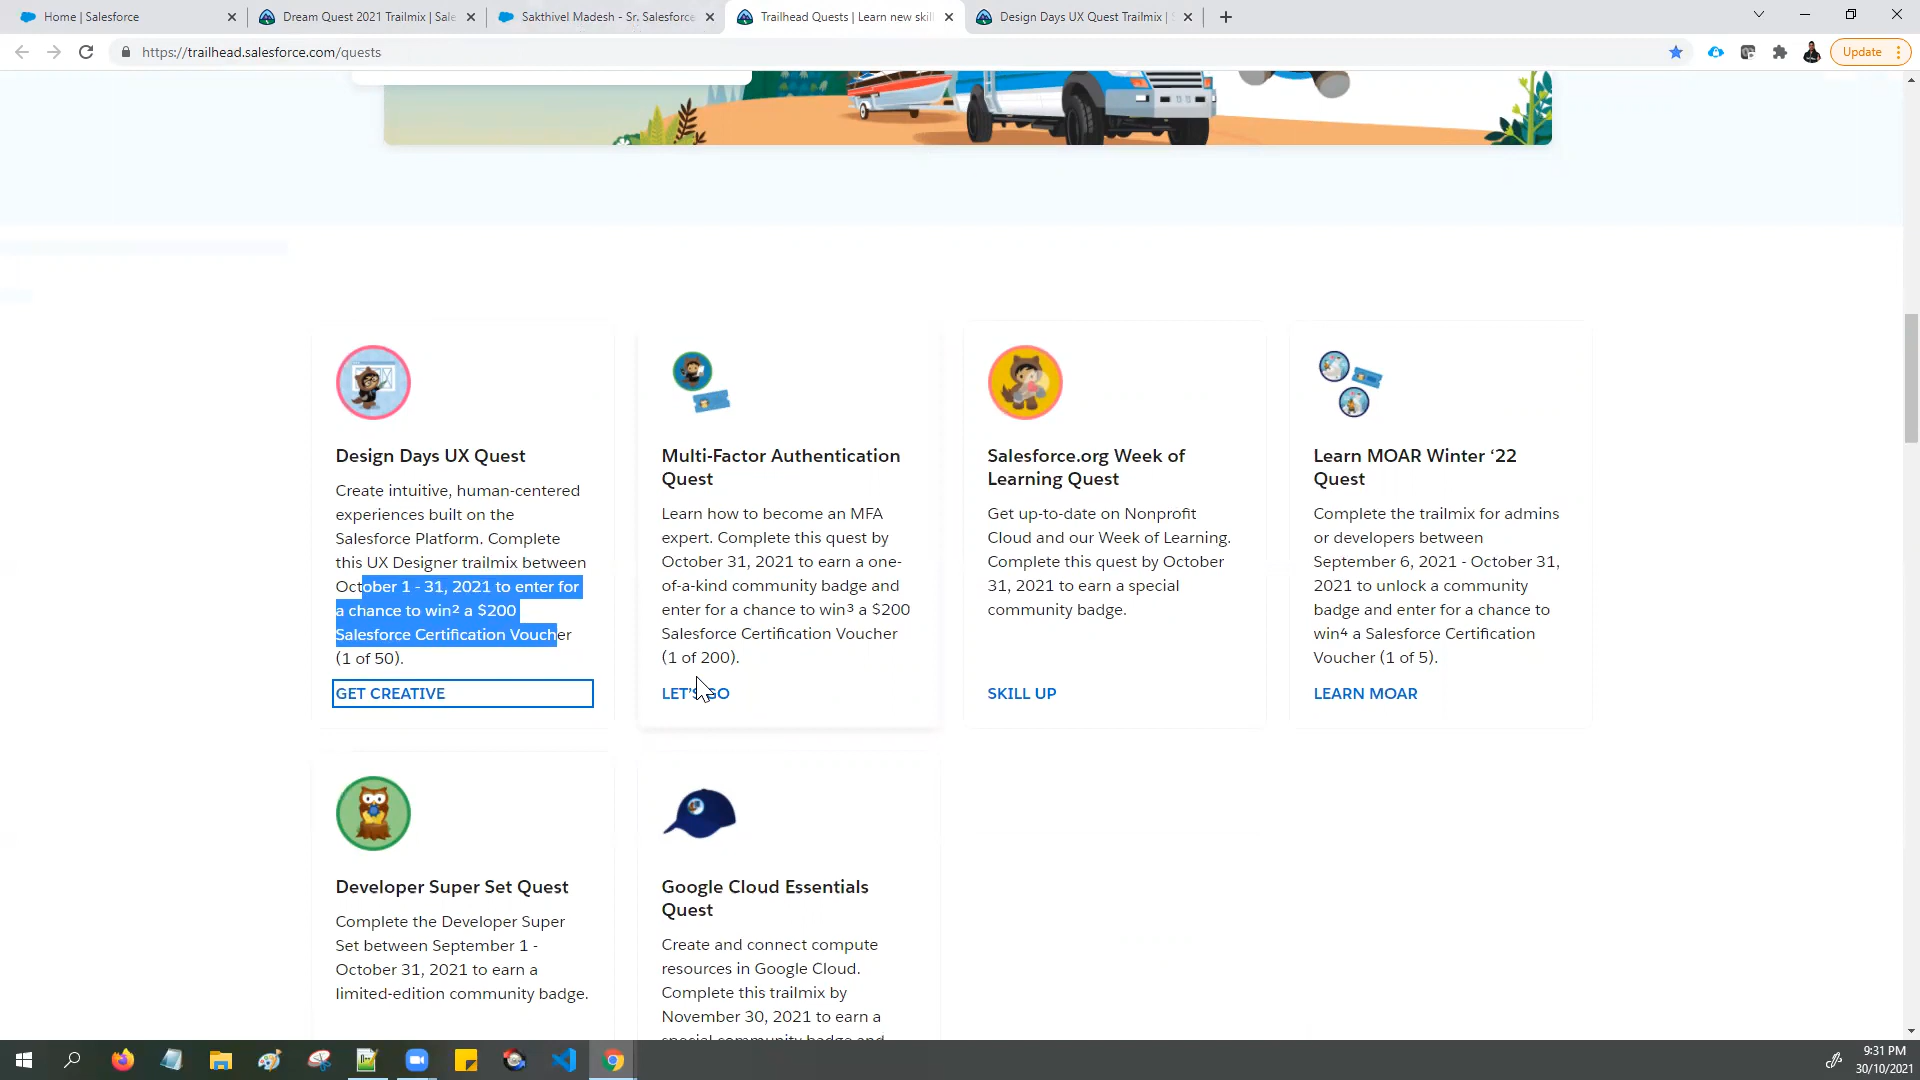 Home | Salesforce
Dream Quest 2021 Trailmix | Sale
Sakthivel Madesh - Sr. Salesforce
Trailhead Quests | Learn new skil
Design Days UX Quest Trailmix |
https://trailhead.salesforce.com/quests
Update
Design Days UX Quest
Create intuitive, human-centered
experiences built on the
Salesforce Platform. Complete
this UX Designer trailmix between
October 1 - 31, 2021 to enter for
a chance to win² a $200
Salesforce Certification Voucher
(1 of 50).
GET CREATIVE
Multi-Factor Authentication
Quest
Learn how to become an MFA
expert. Complete this quest by
October 31, 2021 to earn a one-
of-a-kind community badge and
enter for a chance to win³ a $200
Salesforce Certification Voucher
(1 of 200).
LET'S GO
Salesforce.org Week of
Learning Quest
Get up-to-date on Nonprofit
Cloud and our Week of Learning.
Complete this quest by October
31, 2021 to earn a special
community badge.
SKILL UP
Learn MOAR Winter ‘22
Quest
Complete the trailmix for admins
or developers between
September 6, 2021 - October 31,
2021 to unlock a community
badge and enter for a chance to
win⁴ a Salesforce Certification
Voucher (1 of 5).
LEARN MOAR
Developer Super Set Quest
Complete the Developer Super
Set between September 1 -
October 31, 2021 to earn a
limited-edition community badge.
Google Cloud Essentials
Quest
Create and connect compute
resources in Google Cloud.
Complete this trailmix by
November 30, 2021 to earn a
special community badge and
9:31 PM
30/10/2021